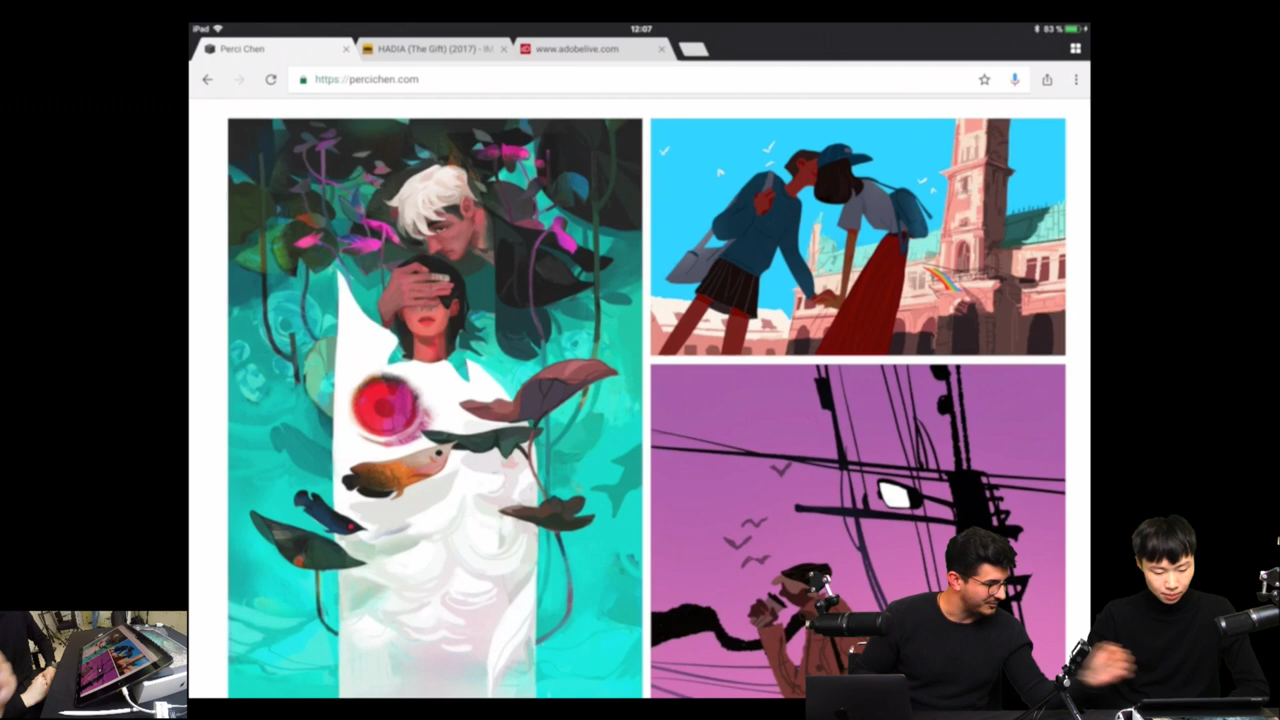 iPad 12:07 83 %
Perci Chen HADIA (The Gift) (2017) - IM www.adobelive.com
https://percichen.com